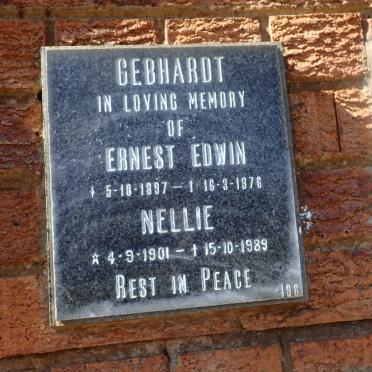 GEBHARDT
IN LOVING MEMORY
OF
ERNEST EDWIN
† 5-10-1897 — † 16-3-1976
NELLIE
★ 4-9-1901 — † 15-10-1989
REST IN PEACE